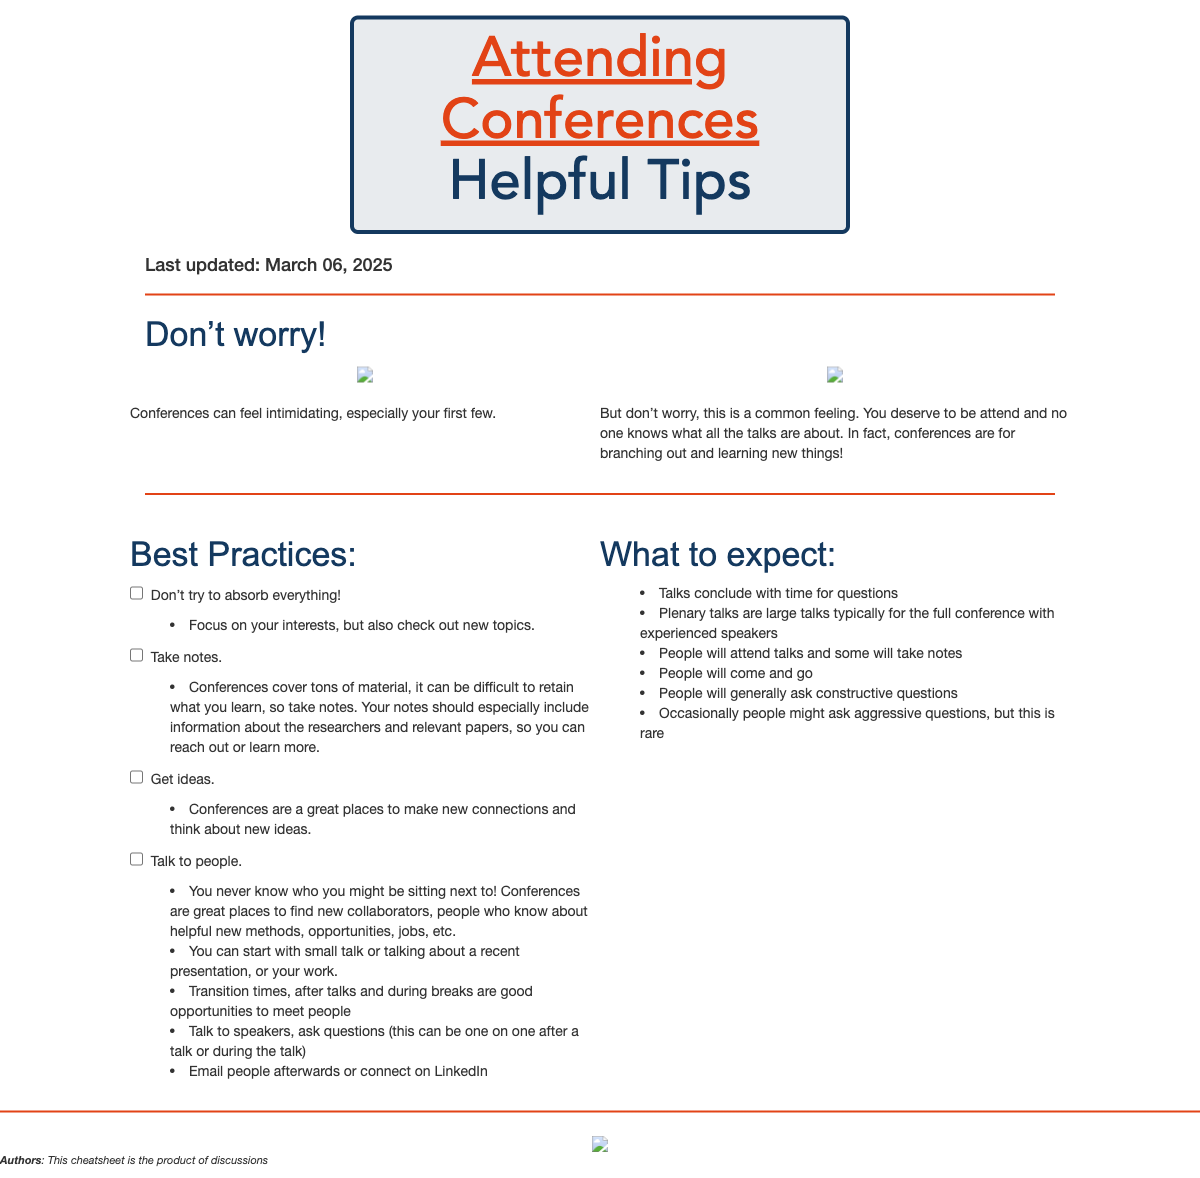 Attending
Conferences
Helpful Tips
Last updated: March 06, 2025
Don’t worry!
Conferences can feel intimidating, especially your first few.
But don’t worry, this is a common feeling. You deserve to be attend and no
one knows what all the talks are about. In fact, conferences are for
branching out and learning new things!
Best Practices:
Don’t try to absorb everything!
• Focus on your interests, but also check out new topics.
Take notes.
• Conferences cover tons of material, it can be difficult to retain
what you learn, so take notes. Your notes should especially include
information about the researchers and relevant papers, so you can
reach out or learn more.
Get ideas.
• Conferences are a great places to make new connections and
think about new ideas.
Talk to people.
• You never know who you might be sitting next to! Conferences
are great places to find new collaborators, people who know about
helpful new methods, opportunities, jobs, etc.
• You can start with small talk or talking about a recent
presentation, or your work.
• Transition times, after talks and during breaks are good
opportunities to meet people
• Talk to speakers, ask questions (this can be one on one after a
talk or during the talk)
• Email people afterwards or connect on LinkedIn
What to expect:
• Talks conclude with time for questions
• Plenary talks are large talks typically for the full conference with
experienced speakers
• People will attend talks and some will take notes
• People will come and go
• People will generally ask constructive questions
• Occasionally people might ask aggressive questions, but this is
rare
Authors: This cheatsheet is the product of discussions